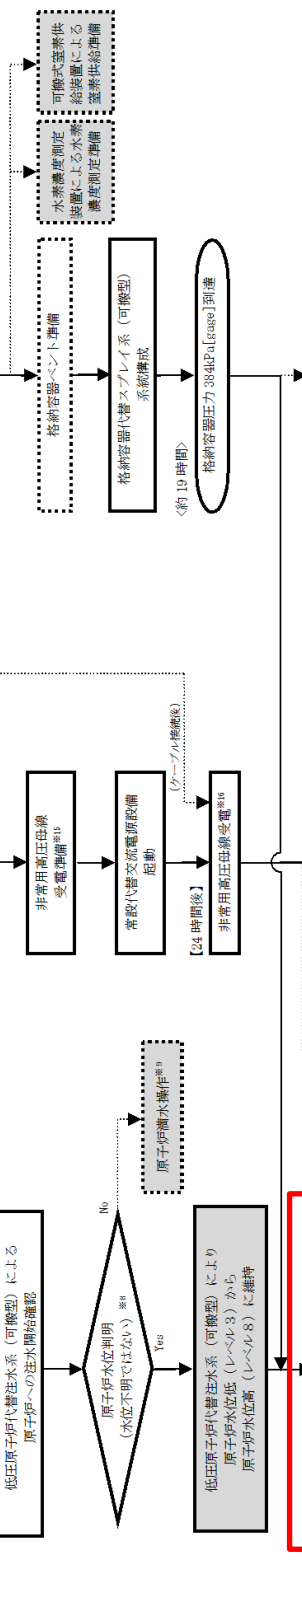 低圧原子炉代替注水系（可搬型）による
原子炉への注水開始確認
原子炉水位判明
（水位不明ではない）※8
No
Yes
原子炉満水操作※9
低圧原子炉代替注水系（可搬型）により
原子炉水位低（レベル３）から
原子炉水位高（レベル８）に維持
非常用高圧母線
受電準備※15
常設代替交流電源設備
起動
【24 時間後】
(ケーブル接続後)
非常用高圧母線受電※16
格納容器ベント準備
格納容器代替スプレイ系（可搬型）
系統構成
<約 19 時間>
格納容器圧力 384kPa[gage]到達
水素濃度測定
装置による水素
濃度測定準備
可搬式窒素供
給装置による
窒素供給準備